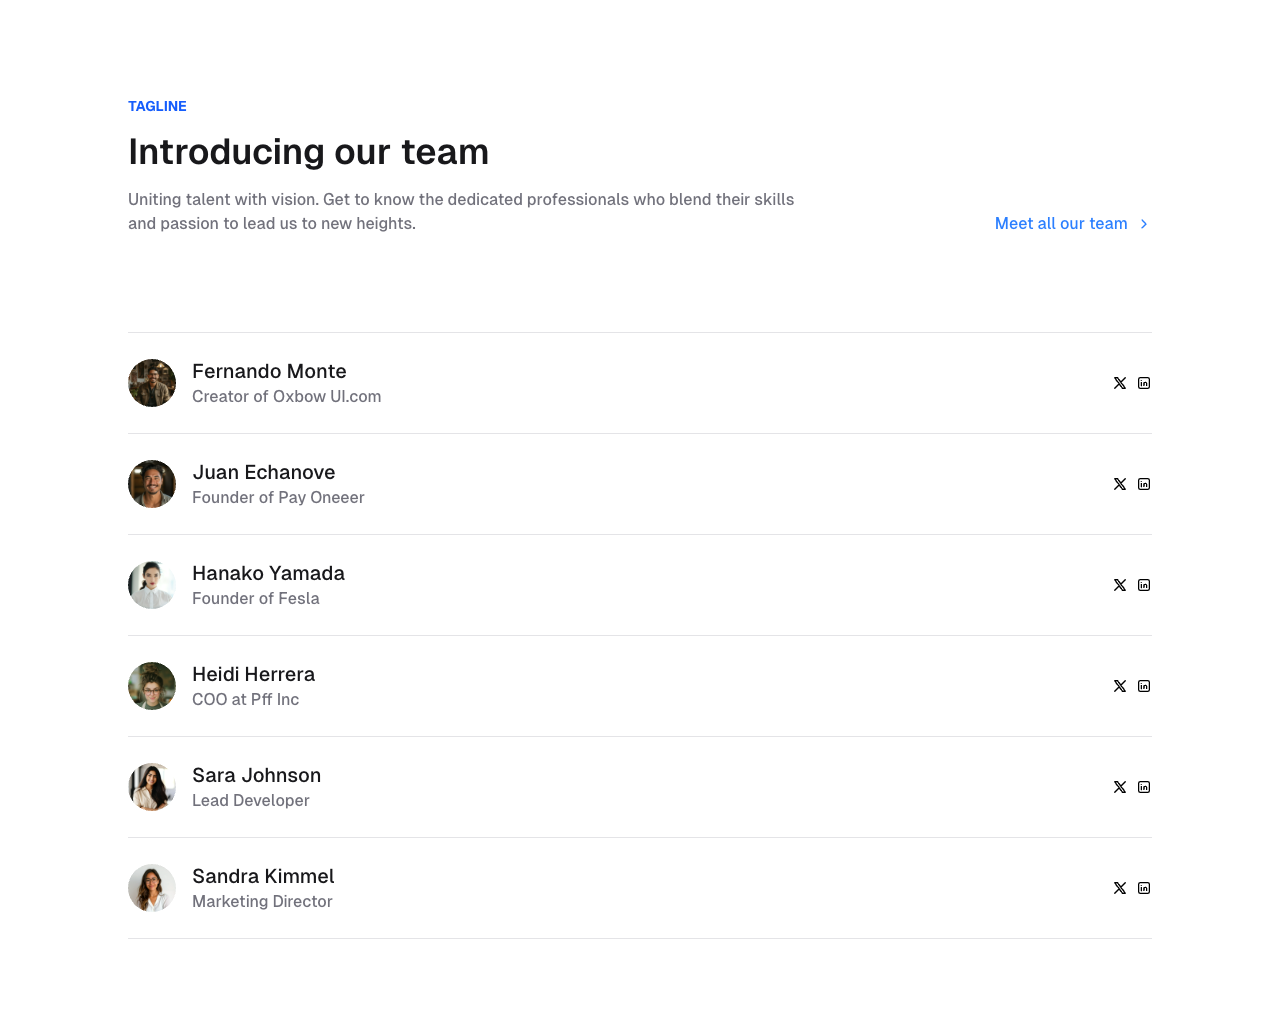 TAGLINE
Introducing our team
Uniting talent with vision. Get to know the dedicated professionals who blend their skills
and passion to lead us to new heights.
Meet all our team
Fernando Monte
Creator of Oxbow UI.com
Juan Echanove
Founder of Pay Oneeer
Hanako Yamada
Founder of Fesla
Heidi Herrera
COO at Pff Inc
Sara Johnson
Lead Developer
Sandra Kimmel
Marketing Director